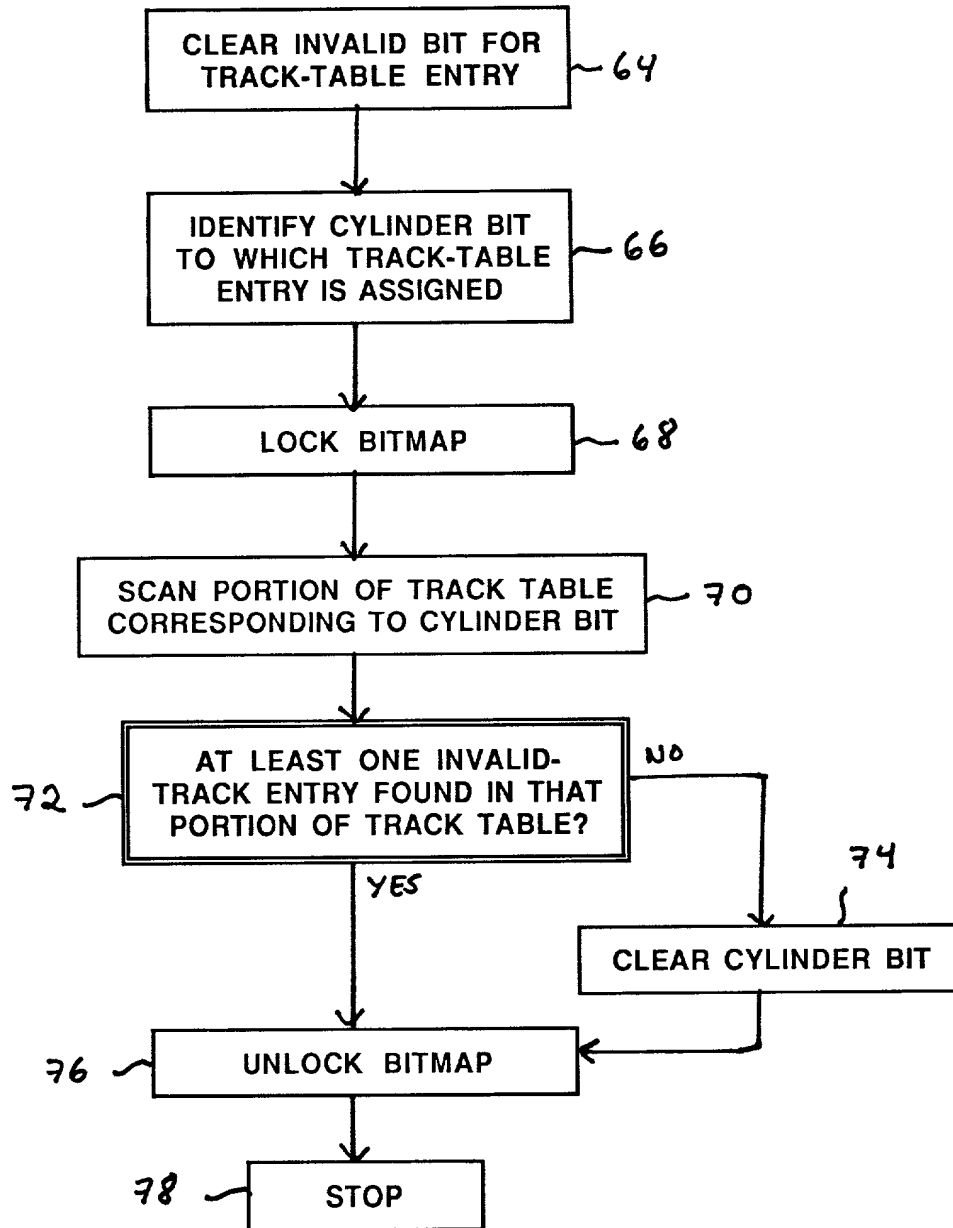 CLEAR INVALID BIT FOR
TRACK-TABLE ENTRY
64
IDENTIFY CYLINDER BIT
TO WHICH TRACK-TABLE
ENTRY IS ASSIGNED
66
LOCK BITMAP
68
SCAN PORTION OF TRACK TABLE
CORRESPONDING TO CYLINDER BIT
70
AT LEAST ONE INVALID-
TRACK ENTRY FOUND IN THAT
PORTION OF TRACK TABLE?
72
NO
YES
74
CLEAR CYLINDER BIT
UNLOCK BITMAP
76
STOP
78